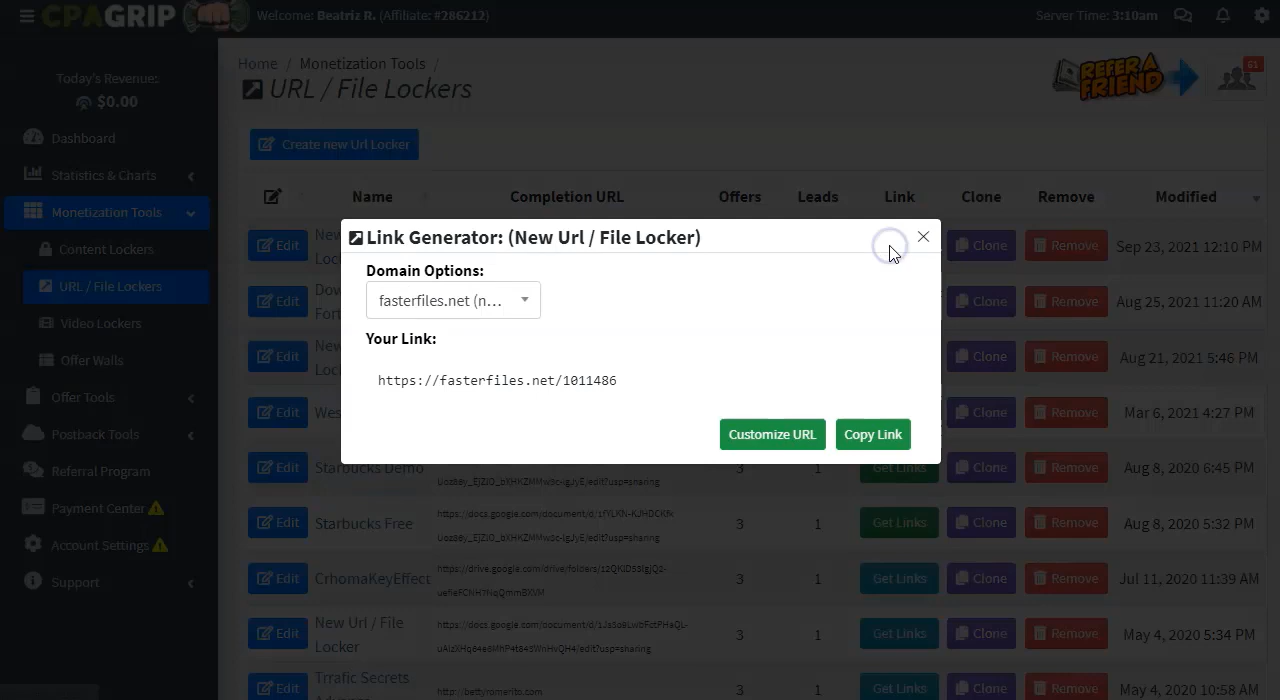 CPAGRIP
Welcome: Beatriz R. (Affiliate: #286212)
Server Time: 3:10am
Today's Revenue:
$0.00
Dashboard
Statistics & Charts
Monetization Tools
Content Lockers
URL / File Lockers
Video Lockers
Offer Walls
Offer Tools
Postback Tools
Referral Program
Payment Center
Account Settings
Support
Home / Monetization Tools /
URL / File Lockers
REFER A
FRIEND
61
Create new Url Locker
Name Completion URL Offers Leads Link Clone Remove Modified
Edit New Clone Remove Sep 23, 2021 12:10 PM
Edit Clone Remove Aug 25, 2021 11:20 AM
Edit New Clone Remove Aug 21, 2021 5:46 PM
Edit Clone Remove Mar 6, 2021 4:27 PM
Link Generator: (New Url / File Locker)
Domain Options:
fasterfiles.net (n...
Your Link:
https://fasterfiles.net/1011486
Customize URL Copy Link
Edit Starbucks Demo 3 1 Get Links Clone Remove Aug 8, 2020 6:45 PM
Edit Starbucks Free 3 1 Get Links Clone Remove Aug 8, 2020 5:32 PM
Edit CrhomaKeyEffect 3 1 Get Links Clone Remove Jul 11, 2020 11:39 AM
Edit New Url / File
Locker 3 1 Get Links Clone Remove May 4, 2020 5:34 PM
Edit Trrafic Secrets http://bettyromerito.com 3 1 Get Links Clone Remove May 4, 2020 10:58 AM